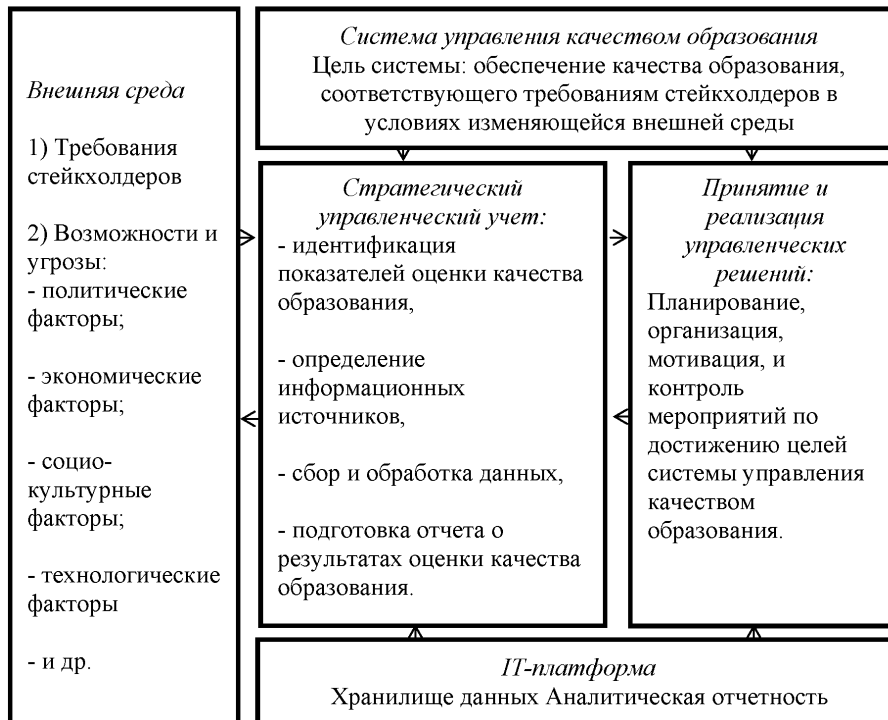 Внешняя среда
1) Требования
стейкхолдеров
2) Возможности и
угрозы:
- политические
факторы;
- экономические
факторы;
- социо-
культурные
факторы;
- технологические
факторы
- и др.
Система управления качеством образования
Цель системы: обеспечение качества образования,
соответствующего требованиям стейкхолдеров в
условиях изменяющейся внешней среды
Стратегический
управленческий учет:
- идентификация
показателей оценки качества
образования,
- определение
информационных
источников,
- сбор и обработка данных,
- подготовка отчета о
результатах оценки качества
образования.
Принятие и
реализация
управленческих
решений:
Планирование,
организация,
мотивация, и
контроль
мероприятий по
достижению целей
системы управления
качеством
образования.
IT-платформа
Хранилище данных Аналитическая отчетность